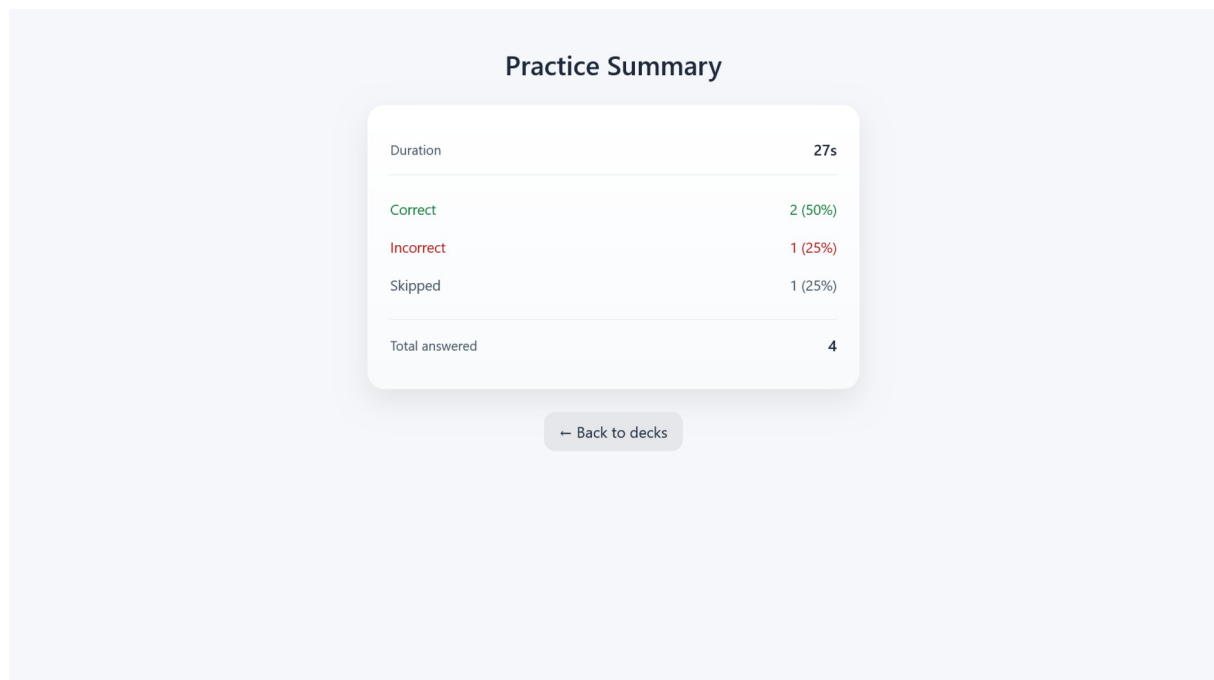 Practice Summary
Duration 27s
Correct 2 (50%)
Incorrect 1 (25%)
Skipped 1 (25%)
Total answered 4
← Back to decks